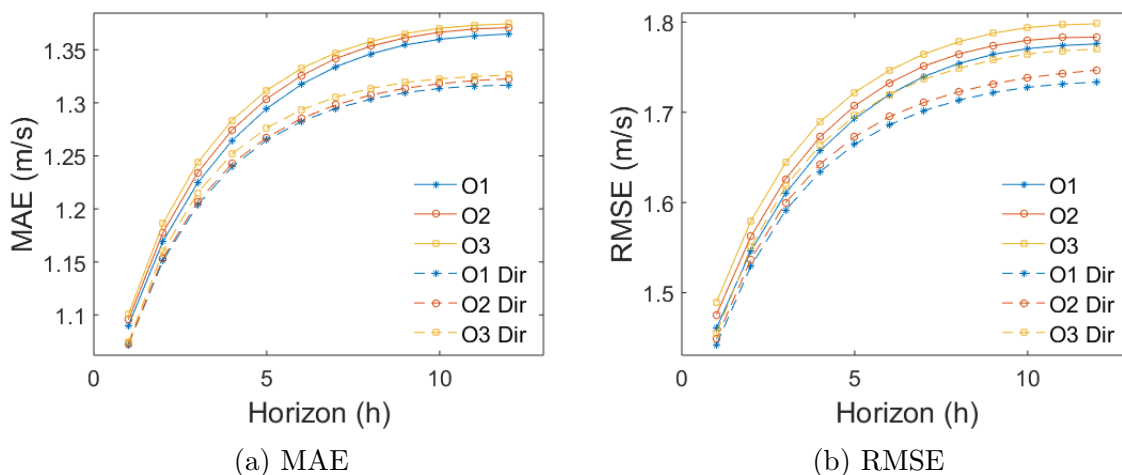 MAE (m/s)
1.35
1.3
1.25
1.2
1.15
1.1
0
5
10
Horizon (h)
O1
O2
O3
O1 Dir
O2 Dir
O3 Dir
(a) MAE
RMSE (m/s)
1.8
1.7
1.6
1.5
0
5
10
Horizon (h)
O1
O2
O3
O1 Dir
O2 Dir
O3 Dir
(b) RMSE